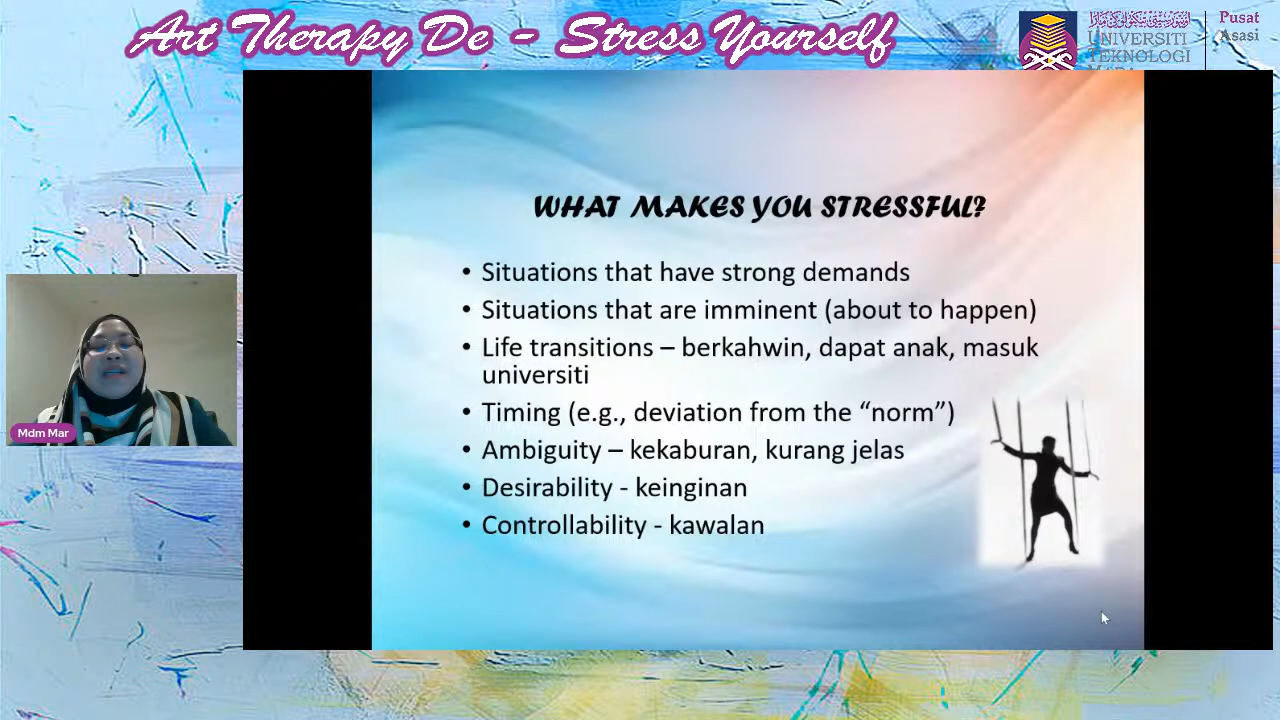 Art Therapy De - Stress Yourself
UNIVERSITI
TEKNOLOGI
Pusat
Asasi
WHAT MAKES YOU STRESSFUL?
• Situations that have strong demands
• Situations that are imminent (about to happen)
• Life transitions – berkahwin, dapat anak, masuk
universiti
• Timing (e.g., deviation from the “norm”)
• Ambiguity – kekaburan, kurang jelas
• Desirability - keinginan
• Controllability - kawalan
Mdm Mar